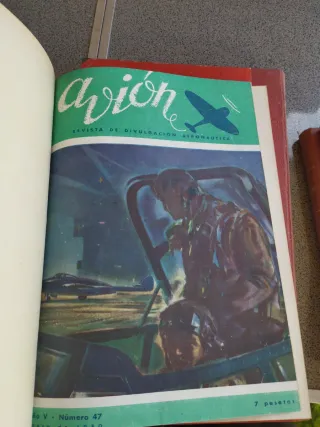 avión
REVISTA DE DIVULGACION AERONAUTICA
V - Número 47
7 pesetas